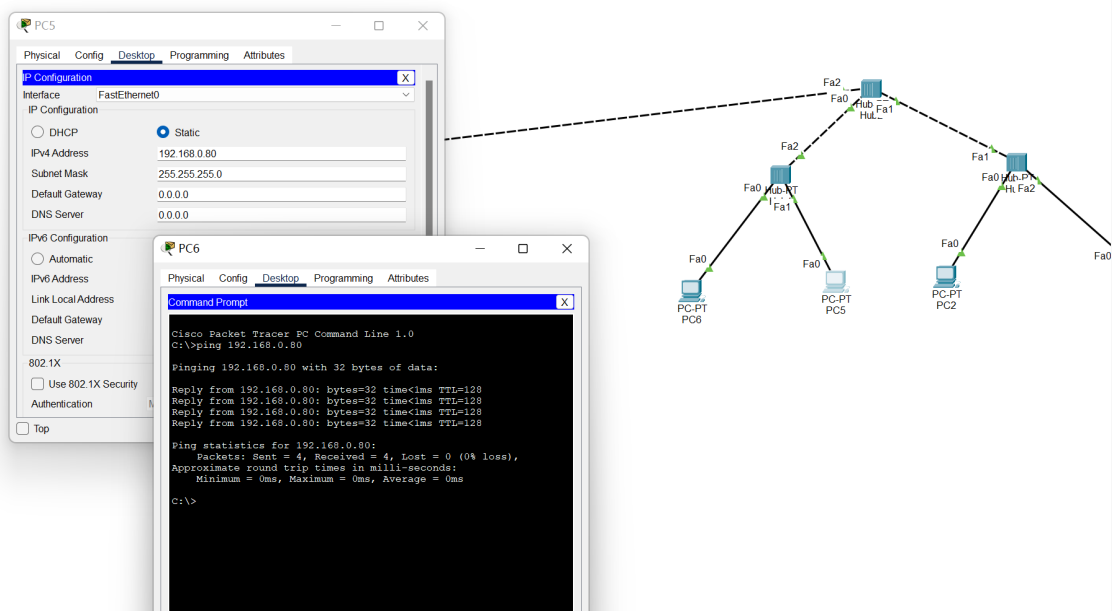 PC5
Physical Config Desktop Programming Attributes
IP Configuration X
Interface FastEthernet0
IP Configuration
DHCP Static
IPv4 Address 192.168.0.80
Subnet Mask 255.255.255.0
Default Gateway 0.0.0.0
DNS Server 0.0.0.0
IPv6 Configuration
Automatic
IPv6 Address
Link Local Address
Default Gateway
DNS Server
802.1X
Use 802.1X Security
Authentication
Top
PC6
Physical Config Desktop Programming Attributes
Command Prompt X
Cisco Packet Tracer PC Command Line 1.0
C:\>ping 192.168.0.80
Pinging 192.168.0.80 with 32 bytes of data:
Reply from 192.168.0.80: bytes=32 time<1ms TTL=128
Reply from 192.168.0.80: bytes=32 time<1ms TTL=128
Reply from 192.168.0.80: bytes=32 time<1ms TTL=128
Reply from 192.168.0.80: bytes=32 time<1ms TTL=128
Ping statistics for 192.168.0.80:
Packets: Sent = 4, Received = 4, Lost = 0 (0% loss),
Approximate round trip times in milli-seconds:
Minimum = 0ms, Maximum = 0ms, Average = 0ms
C:\>
Fa2
Fa0
Fa1
Fa2
Fa0 Hub-PT
Fa1
Fa1
Fa0 Hub-PT
Fa2
Fa0
PC-PT
PC6
Fa0
PC-PT
PC5
Fa0
PC-PT
PC2
Fa0